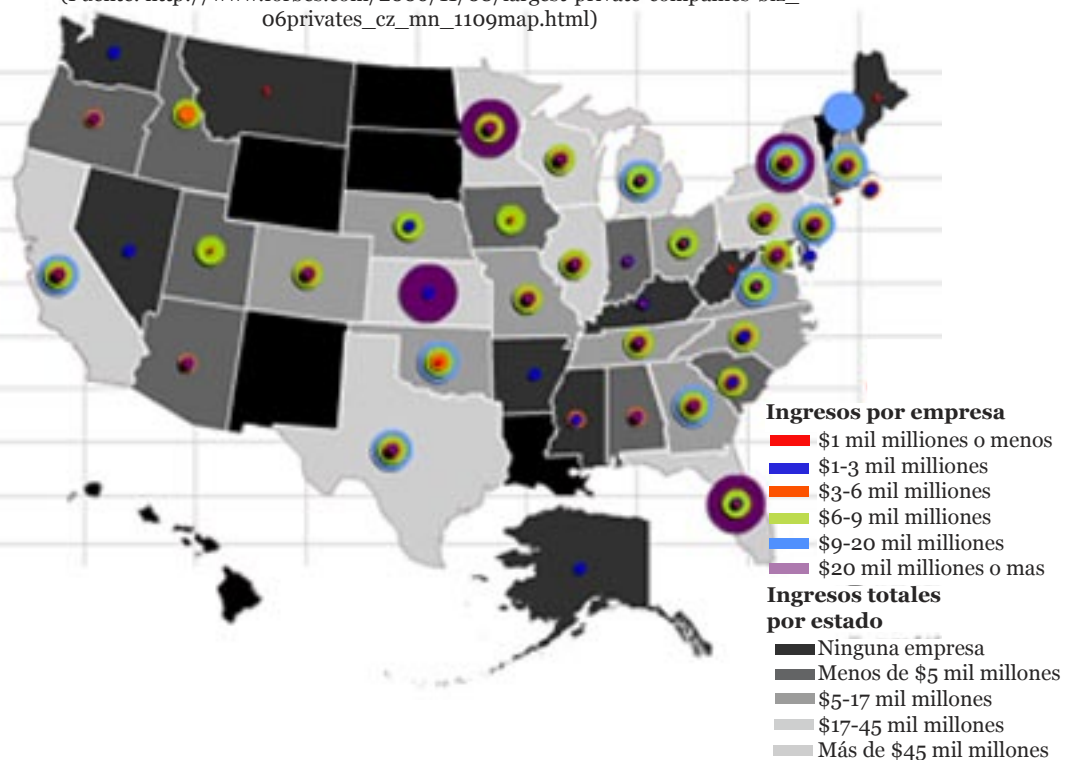 06privates_cz_mn_1109map.html)
Ingresos por empresa
$1 mil milliones o menos
$1-3 mil milliones
$3-6 mil milliones
$6-9 mil milliones
$9-20 mil milliones
$20 mil milliones o mas
Ingresos totales
por estado
Ninguna empresa
Menos de $5 mil millones
$5-17 mil millones
$17-45 mil millones
Más de $45 mil millones